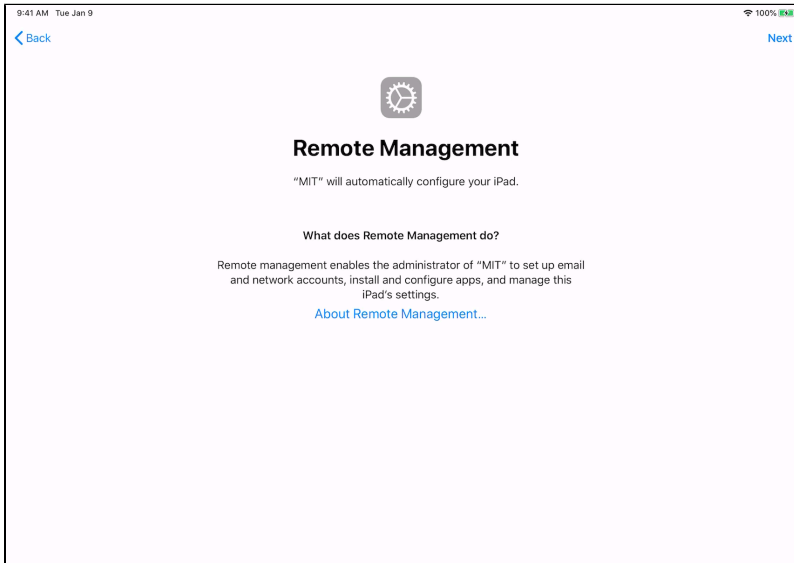 9:41 AM Tue Jan 9
100%
Back
Next
Remote Management
“MIT” will automatically configure your iPad.
What does Remote Management do?
Remote management enables the administrator of “MIT” to set up email
and network accounts, install and configure apps, and manage this
iPad’s settings.
About Remote Management...